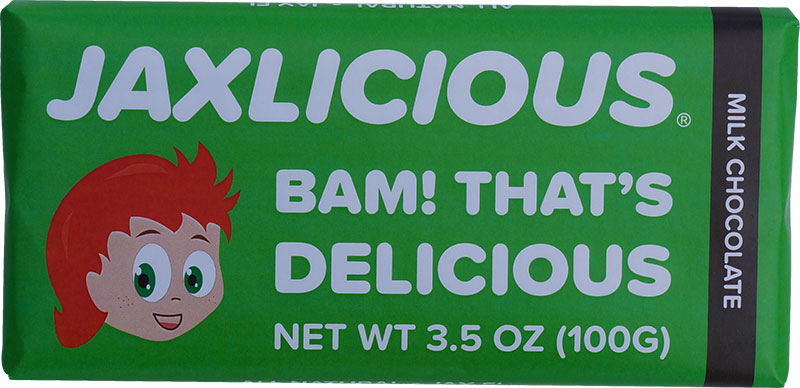 JAXLICIOUS®
BAM! THAT'S
DELICIOUS
NET WT 3.5 OZ (100G)
MILK CHOCOLATE